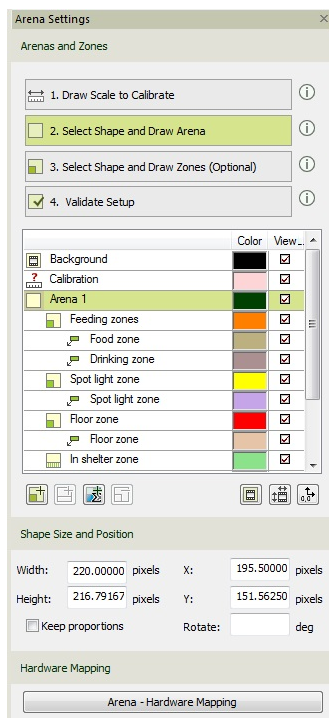 Arena Settings
Arenas and Zones
1. Draw Scale to Calibrate
2. Select Shape and Draw Arena
3. Select Shape and Draw Zones (Optional)
4. Validate Setup
Color View...
Background
? Calibration
Arena 1
Feeding zones
Food zone
Drinking zone
Spot light zone
Spot light zone
Floor zone
Floor zone
In shelter zone
0,0
Shape Size and Position
Width: 220.00000 pixels X: 195.50000 pixels
Height: 216.79167 pixels Y: 151.56250 pixels
Keep proportions Rotate: deg
Hardware Mapping
Arena - Hardware Mapping